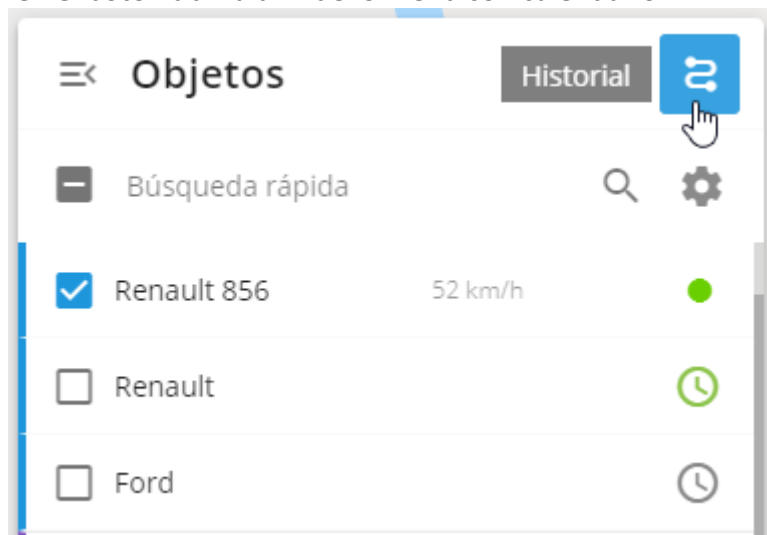 Objetos
Historial
Búsqueda rápida
Renault 856 52 km/h
Renault
Ford